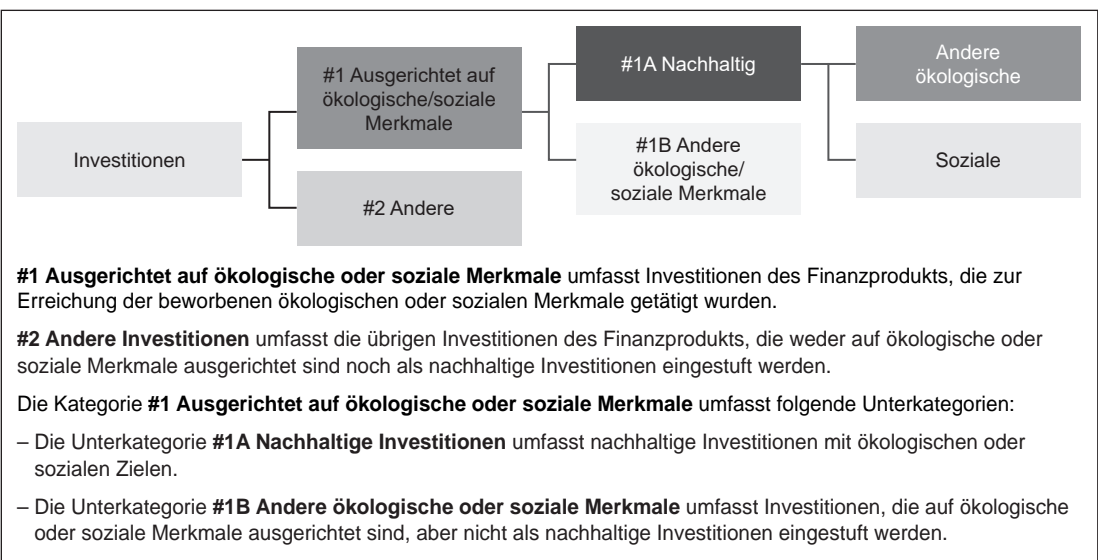 Investitionen
#1 Ausgerichtet auf
ökologische/soziale
Merkmale
#2 Andere
#1A Nachhaltig
#1B Andere
ökologische/
soziale Merkmale
Andere
ökologische
Soziale
#1 Ausgerichtet auf ökologische oder soziale Merkmale umfasst Investitionen des Finanzprodukts, die zur
Erreichung der beworbenen ökologischen oder sozialen Merkmale getätigt wurden.
#2 Andere Investitionen umfasst die übrigen Investitionen des Finanzprodukts, die weder auf ökologische oder
soziale Merkmale ausgerichtet sind noch als nachhaltige Investitionen eingestuft werden.
Die Kategorie #1 Ausgerichtet auf ökologische oder soziale Merkmale umfasst folgende Unterkategorien:
– Die Unterkategorie #1A Nachhaltige Investitionen umfasst nachhaltige Investitionen mit ökologischen oder
sozialen Zielen.
– Die Unterkategorie #1B Andere ökologische oder soziale Merkmale umfasst Investitionen, die auf ökologische
oder soziale Merkmale ausgerichtet sind, aber nicht als nachhaltige Investitionen eingestuft werden.